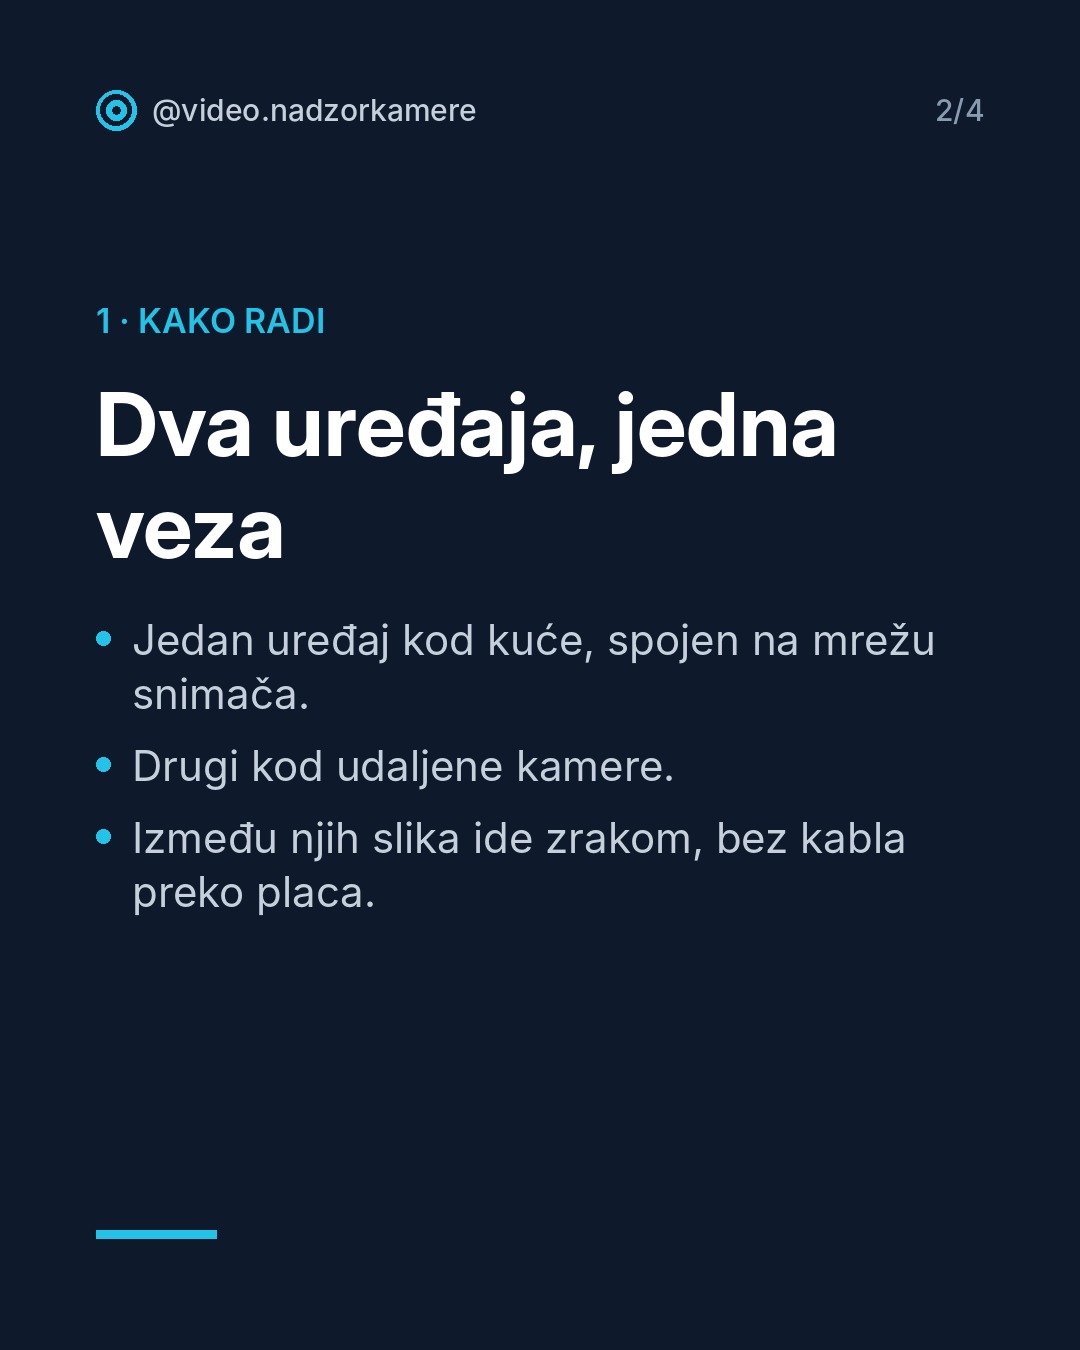 @video.nadzorkamere
2/4
1 · KAKO RADI
Dva uređaja, jedna
veza
• Jedan uređaj kod kuće, spojen na mrežu
snimača.
• Drugi kod udaljene kamere.
• Između njih slika ide zrakom, bez kabla
preko placa.